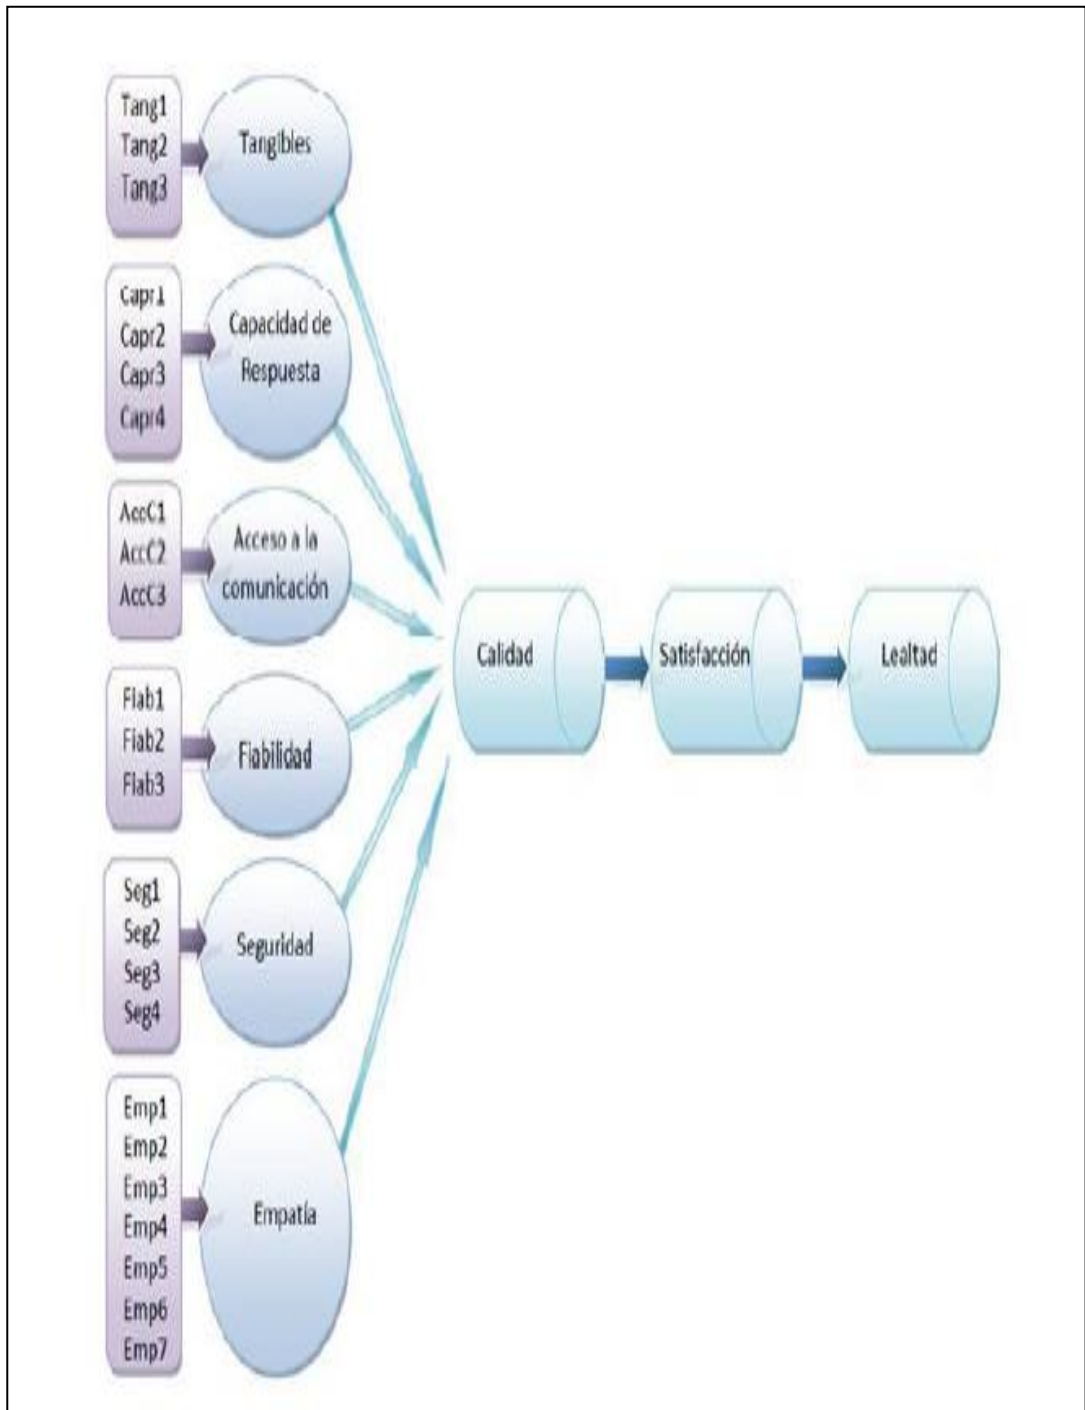 Tang1
Tang2
Tang3
Tangibles
Capr1
Capr2
Capr3
Capr4
Capacidad de
Respuesta
AccC1
AccC2
AccC3
Acceso a la
comunicación
Fiab1
Fiab2
Fiab3
Fiabilidad
Seg1
Seg2
Seg3
Seg4
Seguridad
Emp1
Emp2
Emp3
Emp4
Emp5
Emp6
Emp7
Empatía
Calidad
Satisfacción
Lealtad